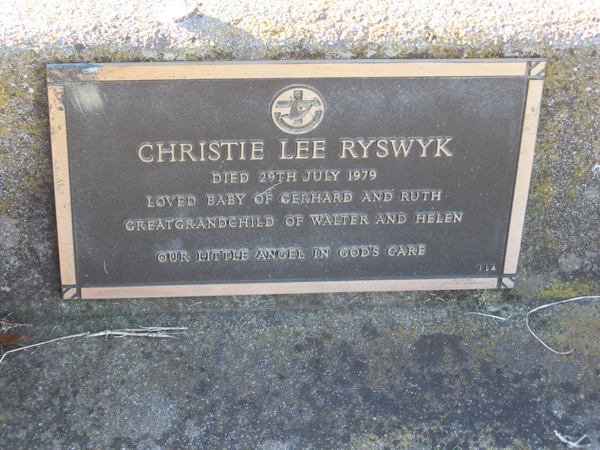 CHRISTIE LEE RYSWYK
DIED 29TH JULY 1979
LOVED BABY OF GERHARD AND RUTH
GREATGRANDCHILD OF WALTER AND HELEN
OUR LITTLE ANGEL IN GOD'S CARE